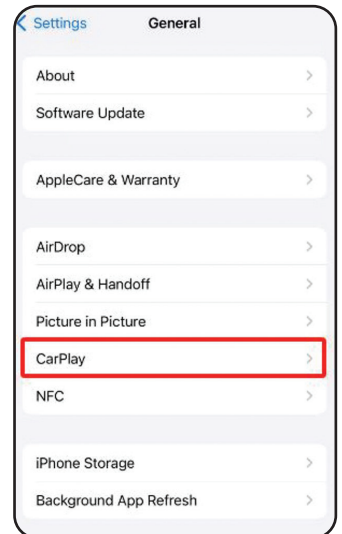 Settings General
About
Software Update
AppleCare & Warranty
AirDrop
AirPlay & Handoff
Picture in Picture
CarPlay
NFC
iPhone Storage
Background App Refresh